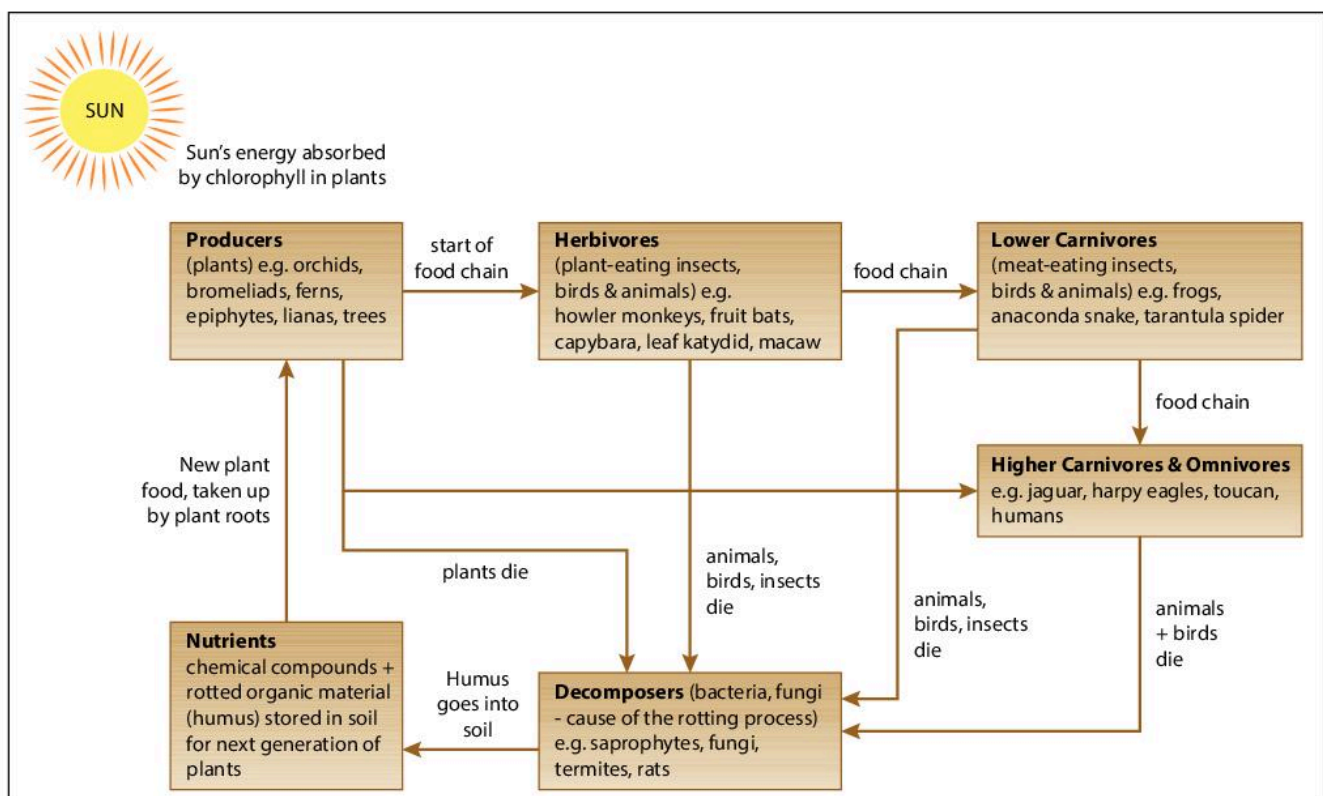 SUN
Sun's energy absorbed
by chlorophyll in plants
Producers
(plants) e.g. orchids,
bromeliads, ferns,
epiphytes, lianas, trees
start of
food chain
Herbivores
(plant-eating insects,
birds & animals) e.g.
howler monkeys, fruit bats,
capybara, leaf katydid, macaw
food chain
Lower Carnivores
(meat-eating insects,
birds & animals) e.g. frogs,
anaconda snake, tarantula spider
food chain
Higher Carnivores & Omnivores
e.g. jaguar, harpy eagles, toucan,
humans
New plant
food, taken up
by plant roots
plants die
animals,
birds, insects
die
animals,
birds, insects
die
animals
+ birds
die
Nutrients
chemical compounds +
rotted organic material
(humus) stored in soil
for next generation of
plants
Humus
goes into
soil
Decomposers (bacteria, fungi
- cause of the rotting process)
e.g. saprophytes, fungi,
termites, rats